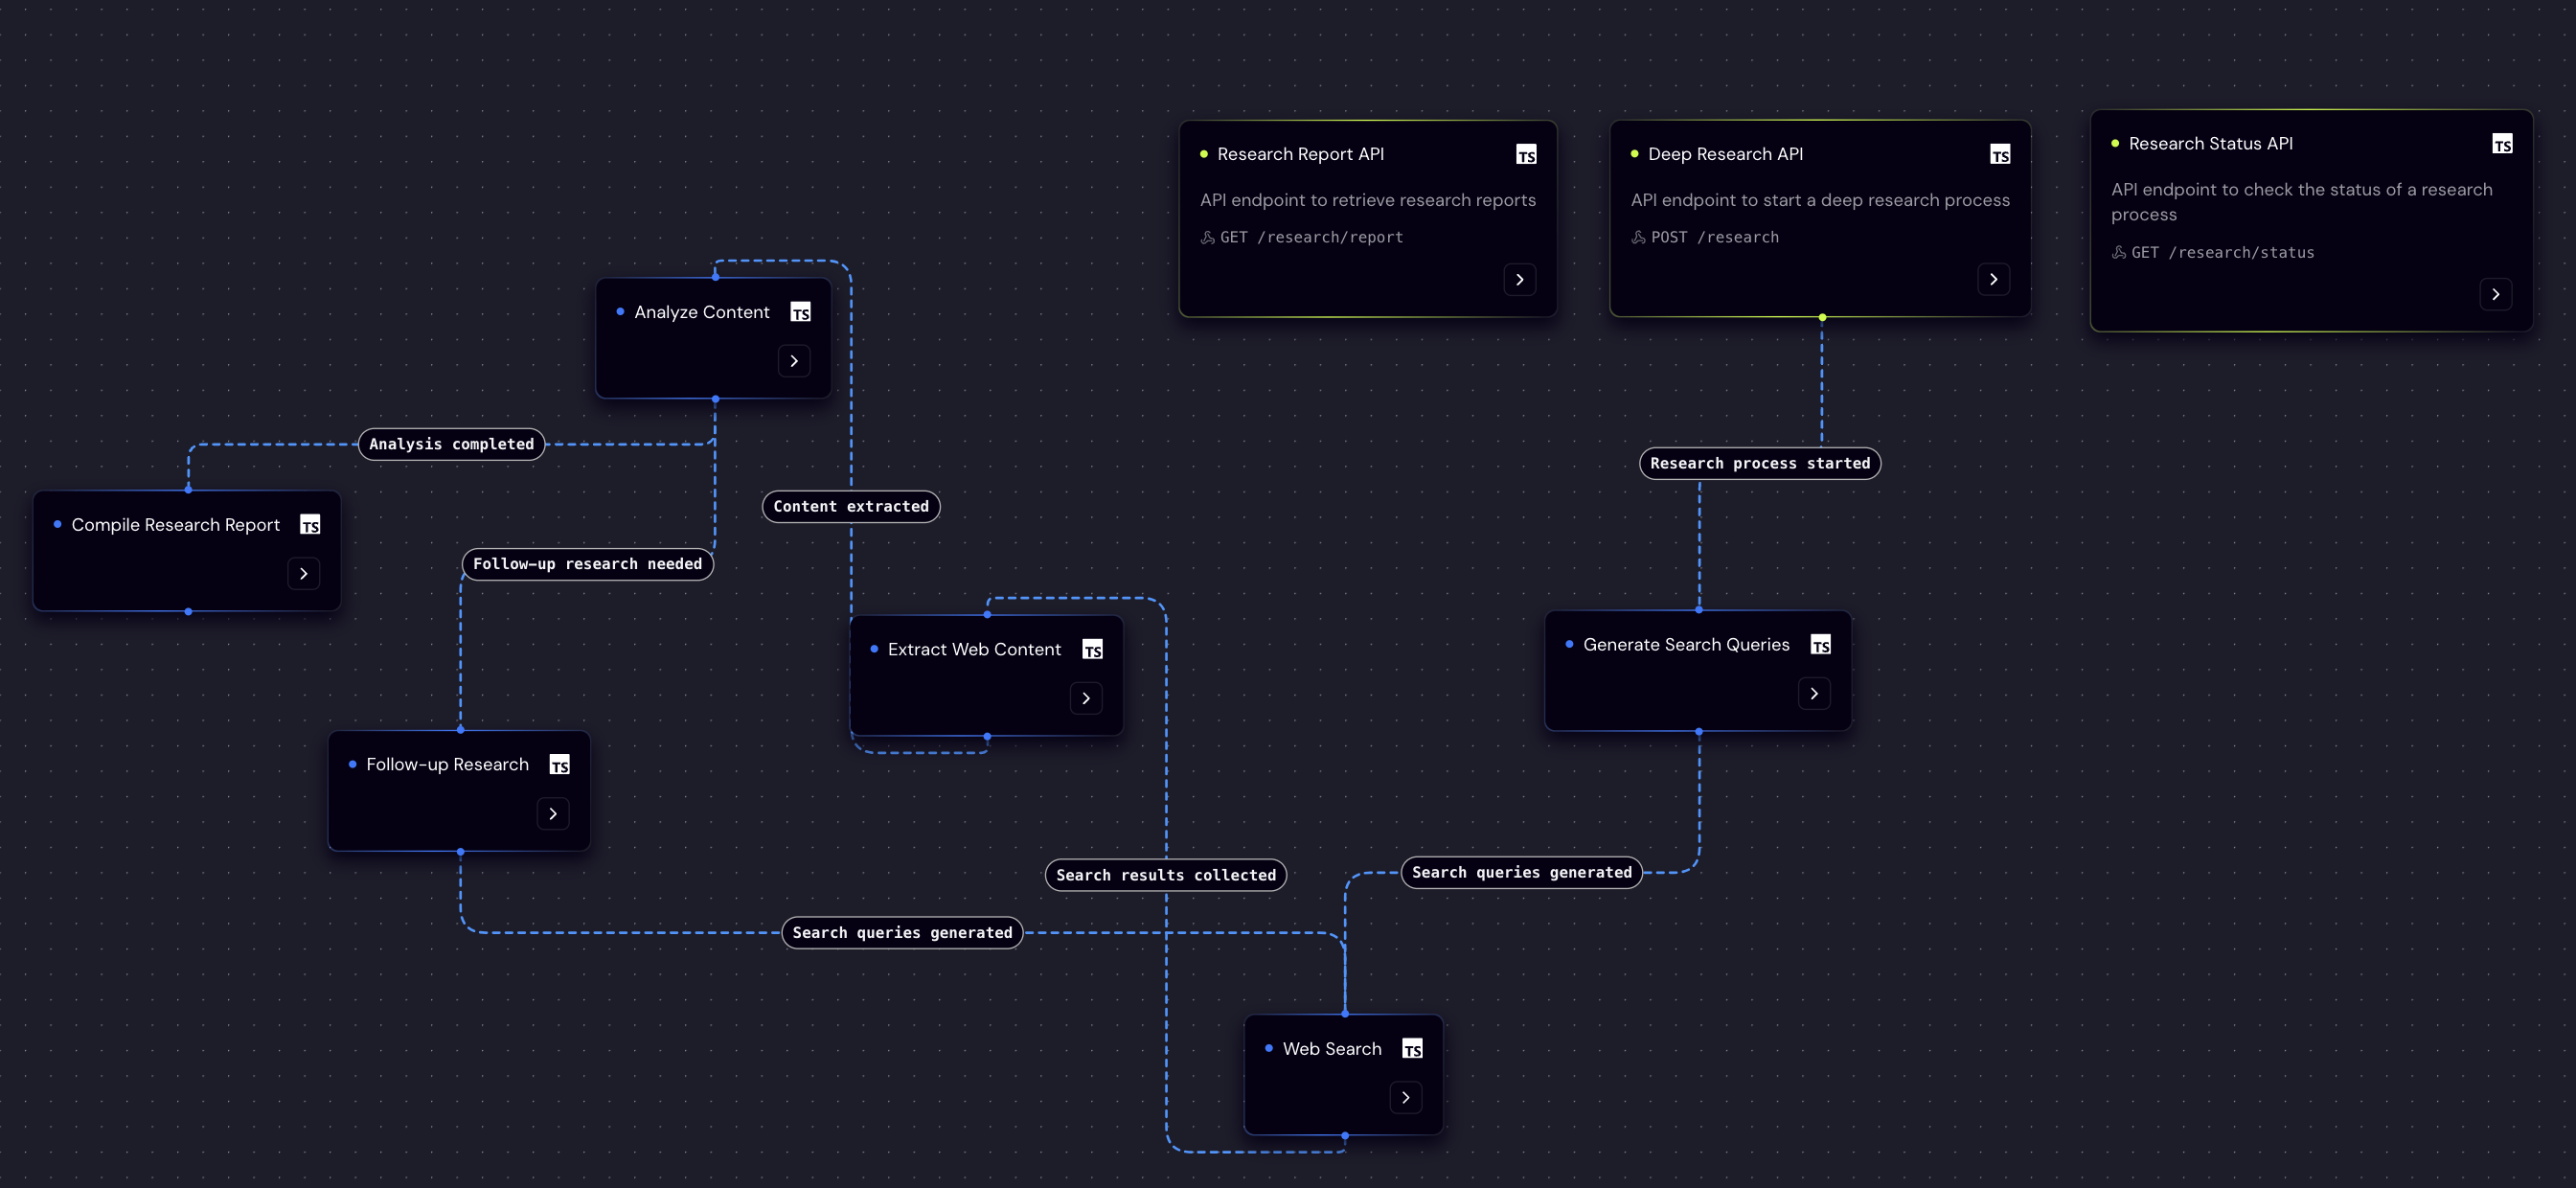 Research Report API TS
API endpoint to retrieve research reports
GET /research/report
Deep Research API TS
API endpoint to start a deep research process
POST /research
Research Status API TS
API endpoint to check the status of a research
process
GET /research/status
Analyze Content TS
Analysis completed
Research process started
Content extracted
Compile Research Report TS
Follow-up research needed
Extract Web Content TS
Generate Search Queries TS
Follow-up Research TS
Search results collected
Search queries generated
Search queries generated
Web Search TS